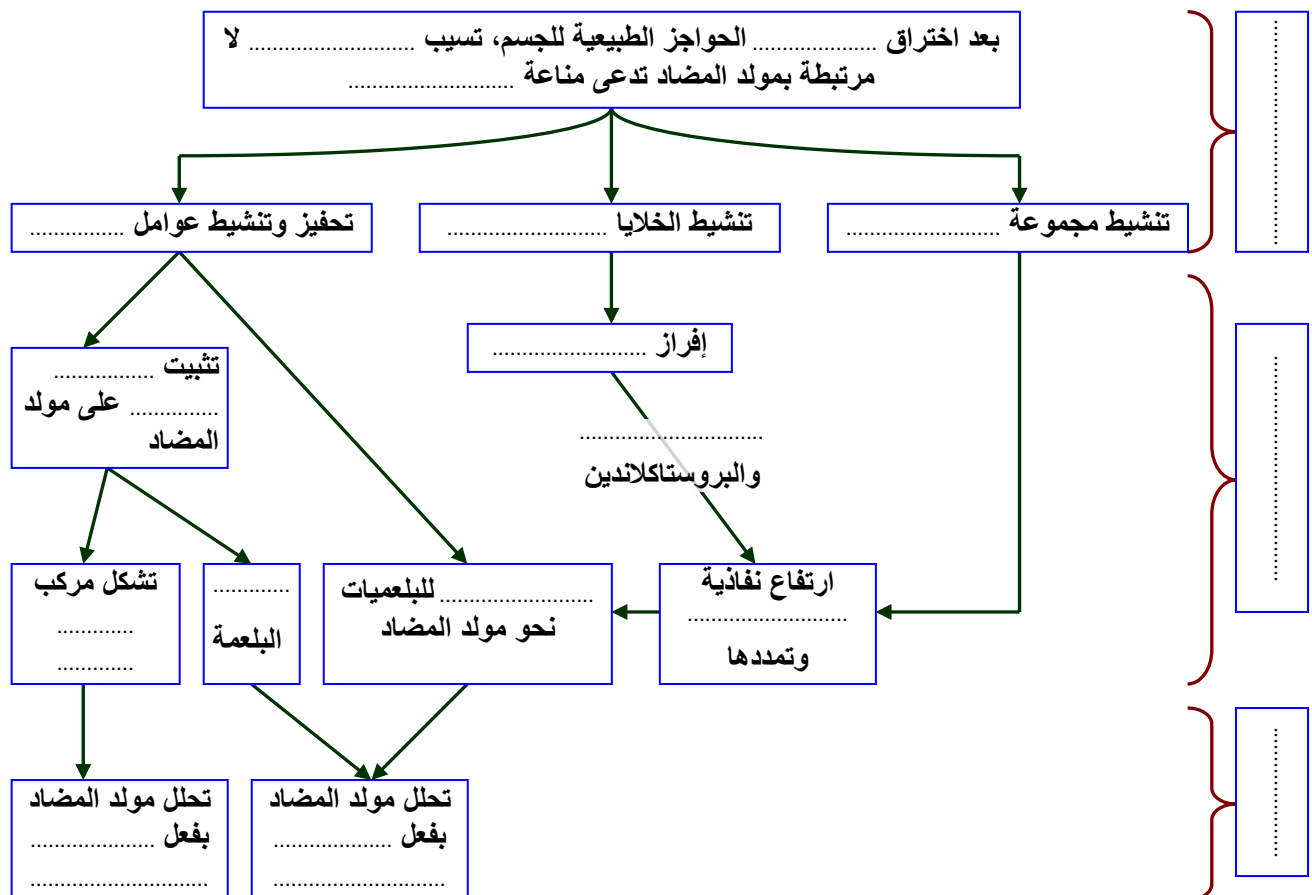 بعد اختراق ..................... الحواجز الطبيعية للجسم، تسيب ............................ لا
مرتبطة بمولد المضاد تدعى مناعة ............................
تنشيط مجموعة ..........................
تنشيط الخلايا ...........................
تحفيز وتنشيط عوامل .............
إفراز ..........................
تثبيت .................
............... على مولد
المضاد
...............................
والبروستاكلاندين
ارتفاع نفاذية
...........................
وتمددها
.......................... للبلعميات
نحو مولد المضاد
.............
البلعمة
تشكل مركب
.............
.............
تحلل مولد المضاد
بفعل ....................
.............................
تحلل مولد المضاد
بفعل .....................
..............................